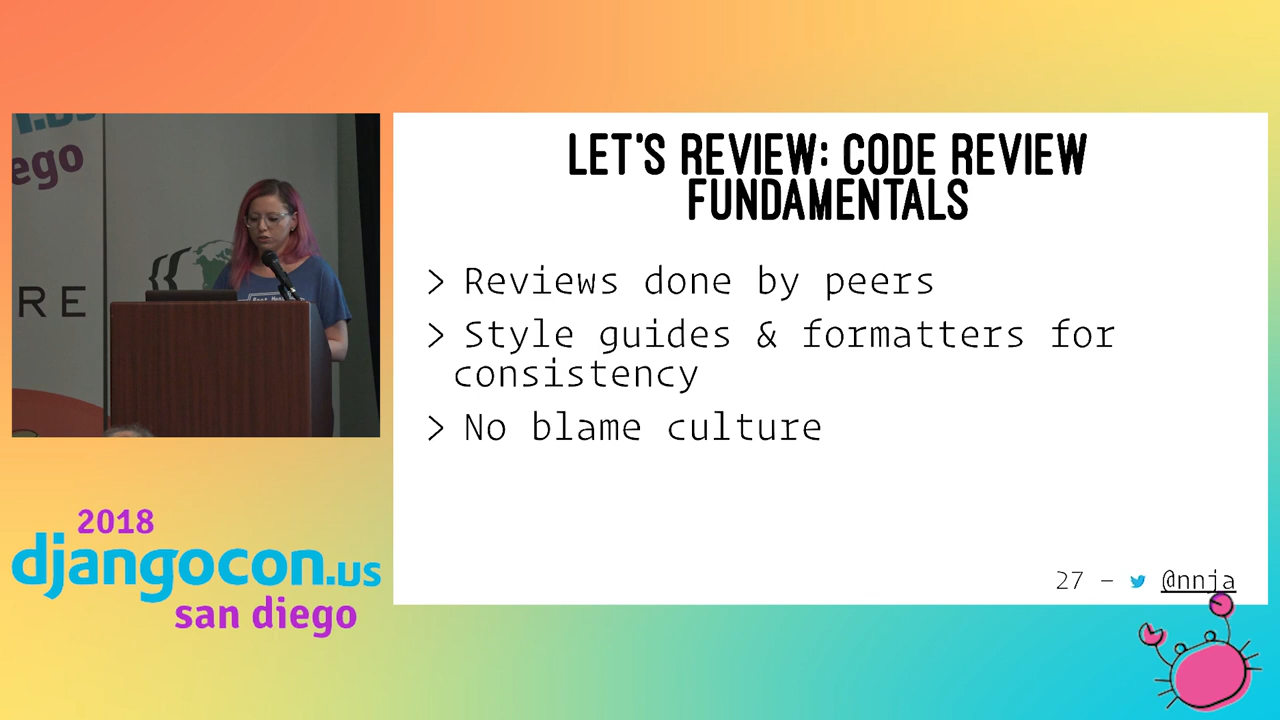 LET'S REVIEW: CODE REVIEW
FUNDAMENTALS
> Reviews done by peers
> Style guides & formatters for
consistency
> No blame culture
27 – @nnja
ego
RE
2018
djangocon.us
san diego